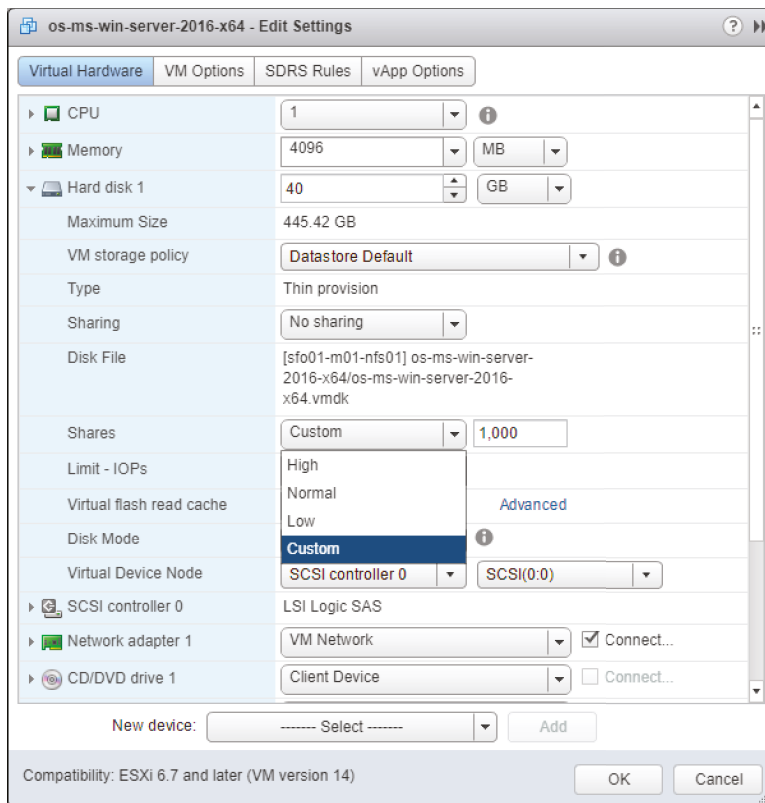 os-ms-win-server-2016-x64 - Edit Settings ?
Virtual Hardware VM Options SDRS Rules vApp Options
CPU 1
Memory 4096 MB
Hard disk 1 40 GB
Maximum Size 445.42 GB
VM storage policy Datastore Default
Type Thin provision
Sharing No sharing
Disk File [sfo01-m01-nfs01] os-ms-win-server-
2016-x64/os-ms-win-server-2016-
x64.vmdk
Shares Custom 1,000
Limit - IOPs High
Normal
Virtual flash read cache Advanced
Low
Disk Mode Custom
Virtual Device Node SCSI controller 0 SCSI(0:0)
SCSI controller 0 LSI Logic SAS
Network adapter 1 VM Network Connect...
CD/DVD drive 1 Client Device Connect...
New device: ------- Select ------- Add
Compatibility: ESXi 6.7 and later (VM version 14) OK Cancel